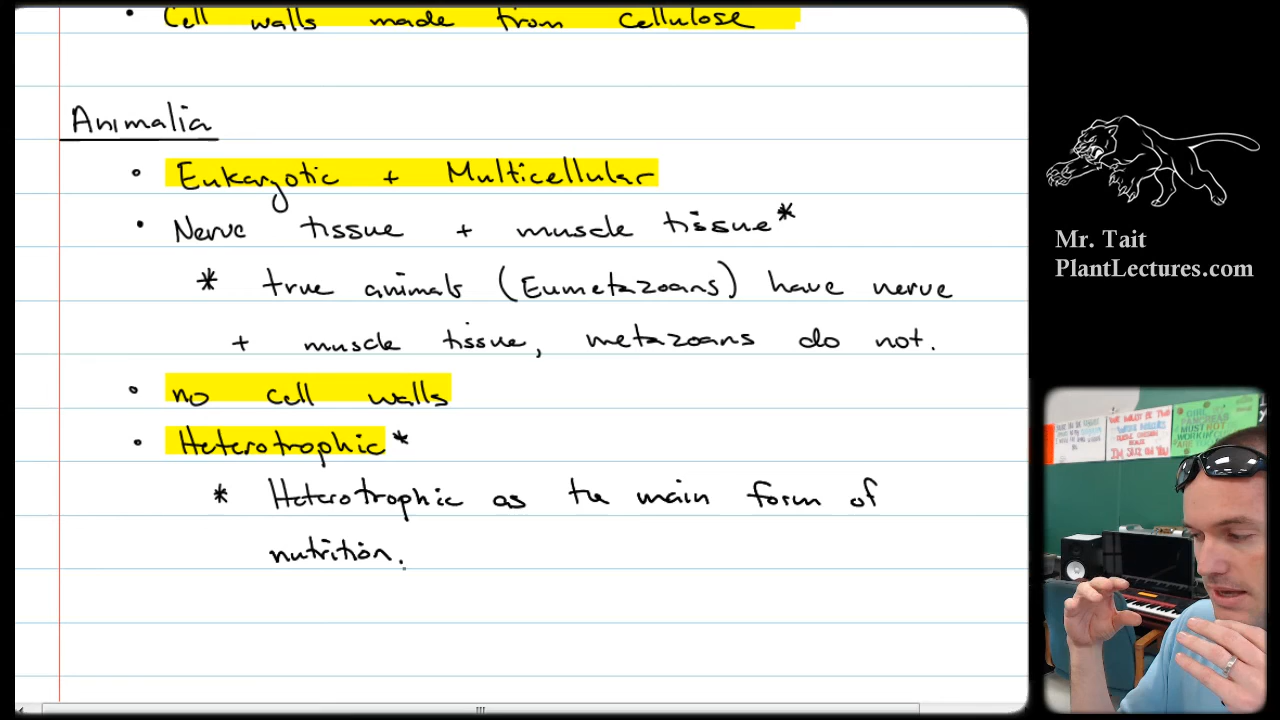 • Cell walls made from cellulose
Animalia
• Eukaryotic + Multicellular
• Nerve tissue + muscle tissue*
* true animals (Eumetazoans) have nerve
+ muscle tissue, metazoans do not.
• no cell walls
• Heterotrophic *
* Heterotrophic as the main form of
nutrition.
Mr. Tait
PlantLectures.com